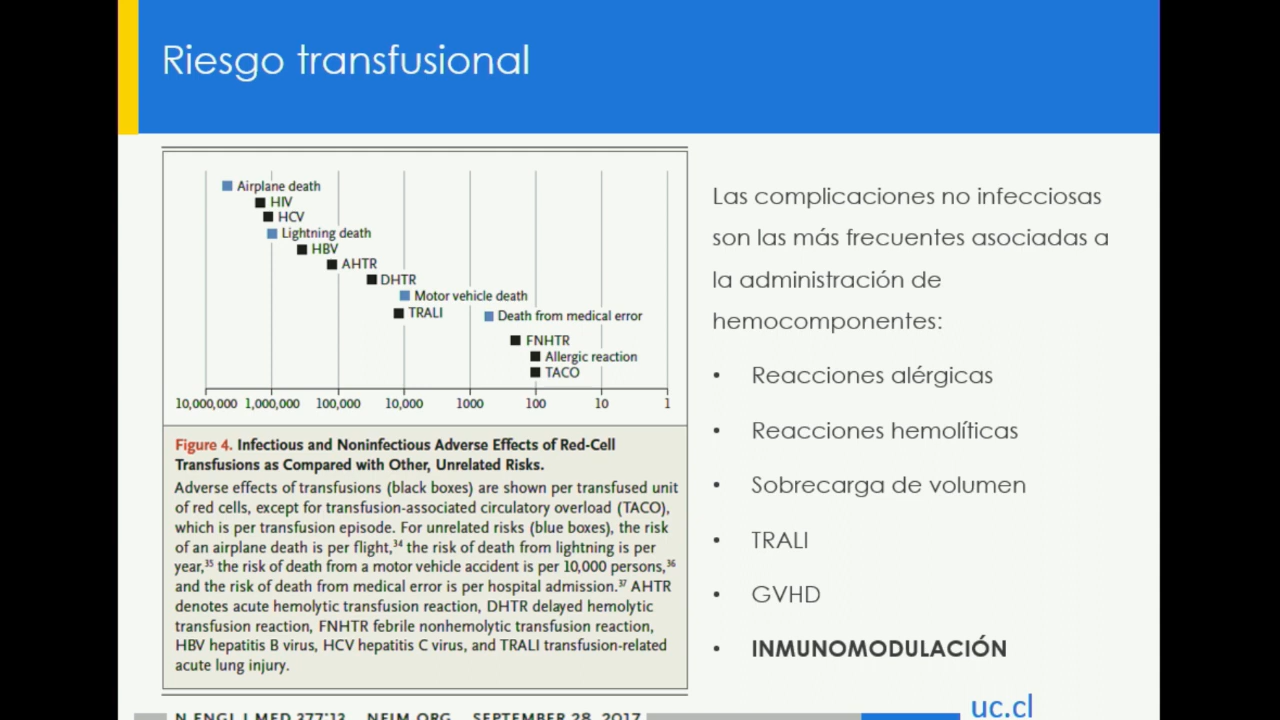 Riesgo transfusional
Airplane death
HIV
HCV
Lightning death
HBV
AHTR
DHTR
Motor vehicle death
TRALI
Death from medical error
FNHTR
Allergic reaction
TACO
10,000,000 1,000,000 100,000 10,000 1000 100 10 1
Figure 4. Infectious and Noninfectious Adverse Effects of Red-Cell
Transfusions as Compared with Other, Unrelated Risks.
Adverse effects of transfusions (black boxes) are shown per transfused unit
of red cells, except for transfusion-associated circulatory overload (TACO),
which is per transfusion episode. For unrelated risks (blue boxes), the risk
of an airplane death is per flight,34 the risk of death from lightning is per
year,35 the risk of death from a motor vehicle accident is per 10,000 persons,36
and the risk of death from medical error is per hospital admission.37 AHTR
denotes acute hemolytic transfusion reaction, DHTR delayed hemolytic
transfusion reaction, FNHTR febrile nonhemolytic transfusion reaction,
HBV hepatitis B virus, HCV hepatitis C virus, and TRALI transfusion-related
acute lung injury.
N ENGL J MED 377;13 NEJM.ORG SEPTEMBER 28, 2017
Las complicaciones no infecciosas
son las más frecuentes asociadas a
la administración de
hemocomponentes:
• Reacciones alérgicas
• Reacciones hemolíticas
• Sobrecarga de volumen
• TRALI
• GVHD
• INMUNOMODULACIÓN
uc.cl